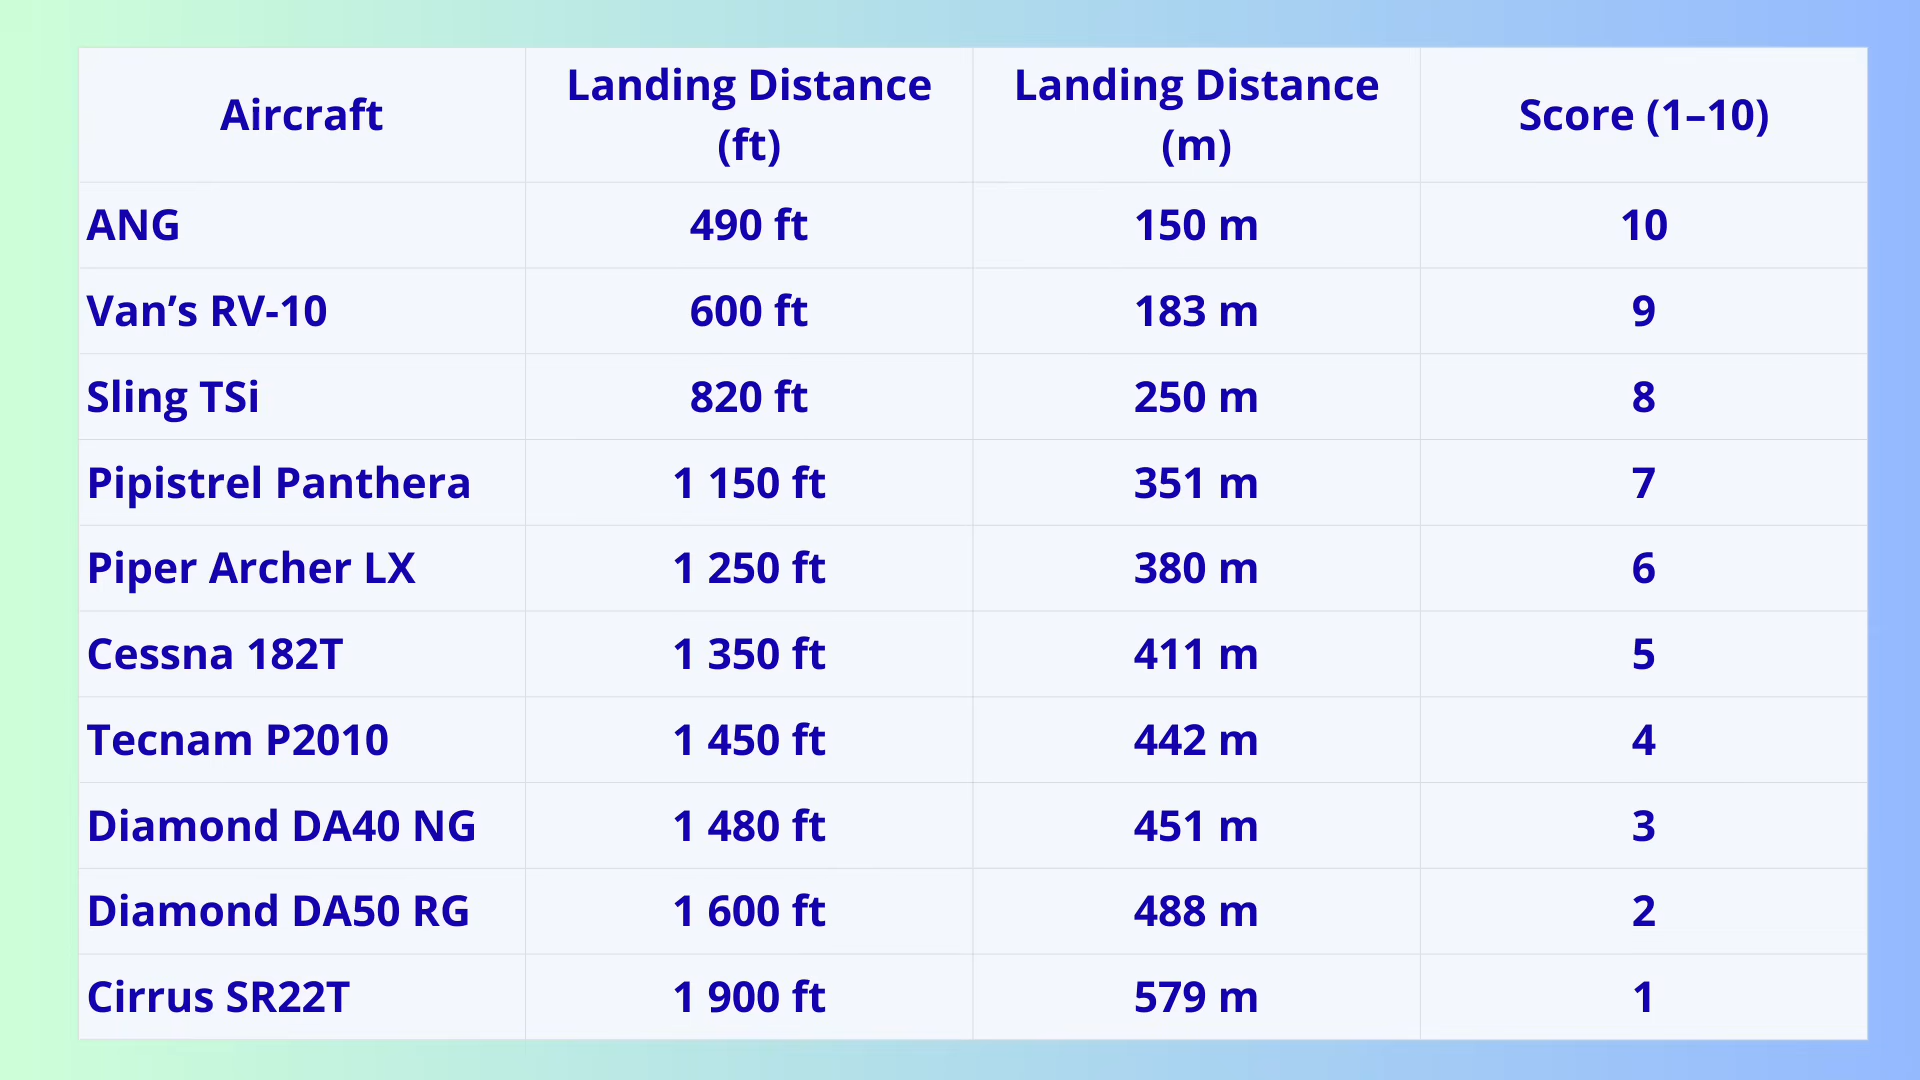 Aircraft
Landing Distance
(ft)
Landing Distance
(m)
Score (1–10)
ANG 490 ft 150 m 10
Van’s RV-10 600 ft 183 m 9
Sling TSi 820 ft 250 m 8
Pipistrel Panthera 1 150 ft 351 m 7
Piper Archer LX 1 250 ft 380 m 6
Cessna 182T 1 350 ft 411 m 5
Tecnam P2010 1 450 ft 442 m 4
Diamond DA40 NG 1 480 ft 451 m 3
Diamond DA50 RG 1 600 ft 488 m 2
Cirrus SR22T 1 900 ft 579 m 1